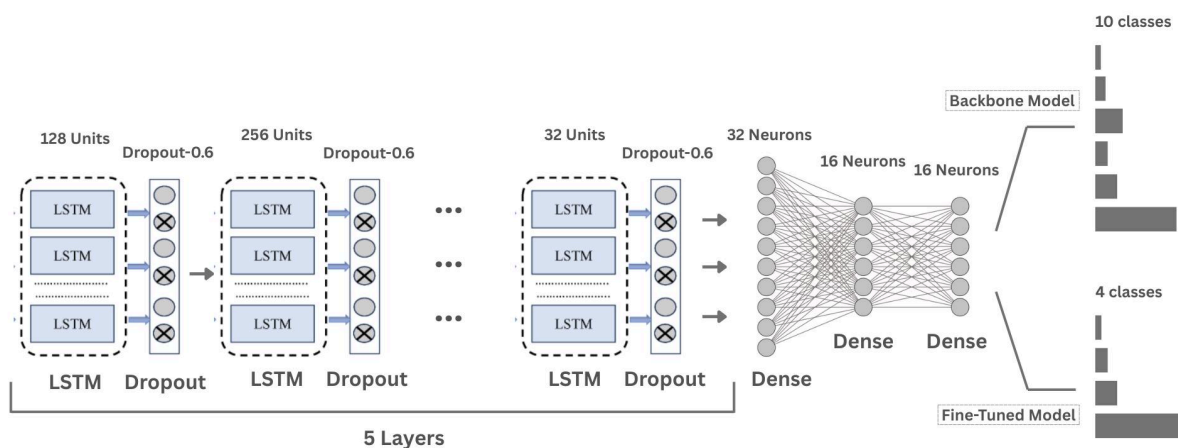 10 classes
Backbone Model
128 Units
256 Units
32 Units
32 Neurons
Dropout-0.6
Dropout-0.6
Dropout-0.6
16 Neurons
16 Neurons
LSTM
LSTM
LSTM
LSTM
LSTM
LSTM
LSTM
LSTM
LSTM
4 classes
Dense
Dense
LSTM
Dropout
LSTM
Dropout
LSTM
Dropout
Dense
Fine-Tuned Model
5 Layers